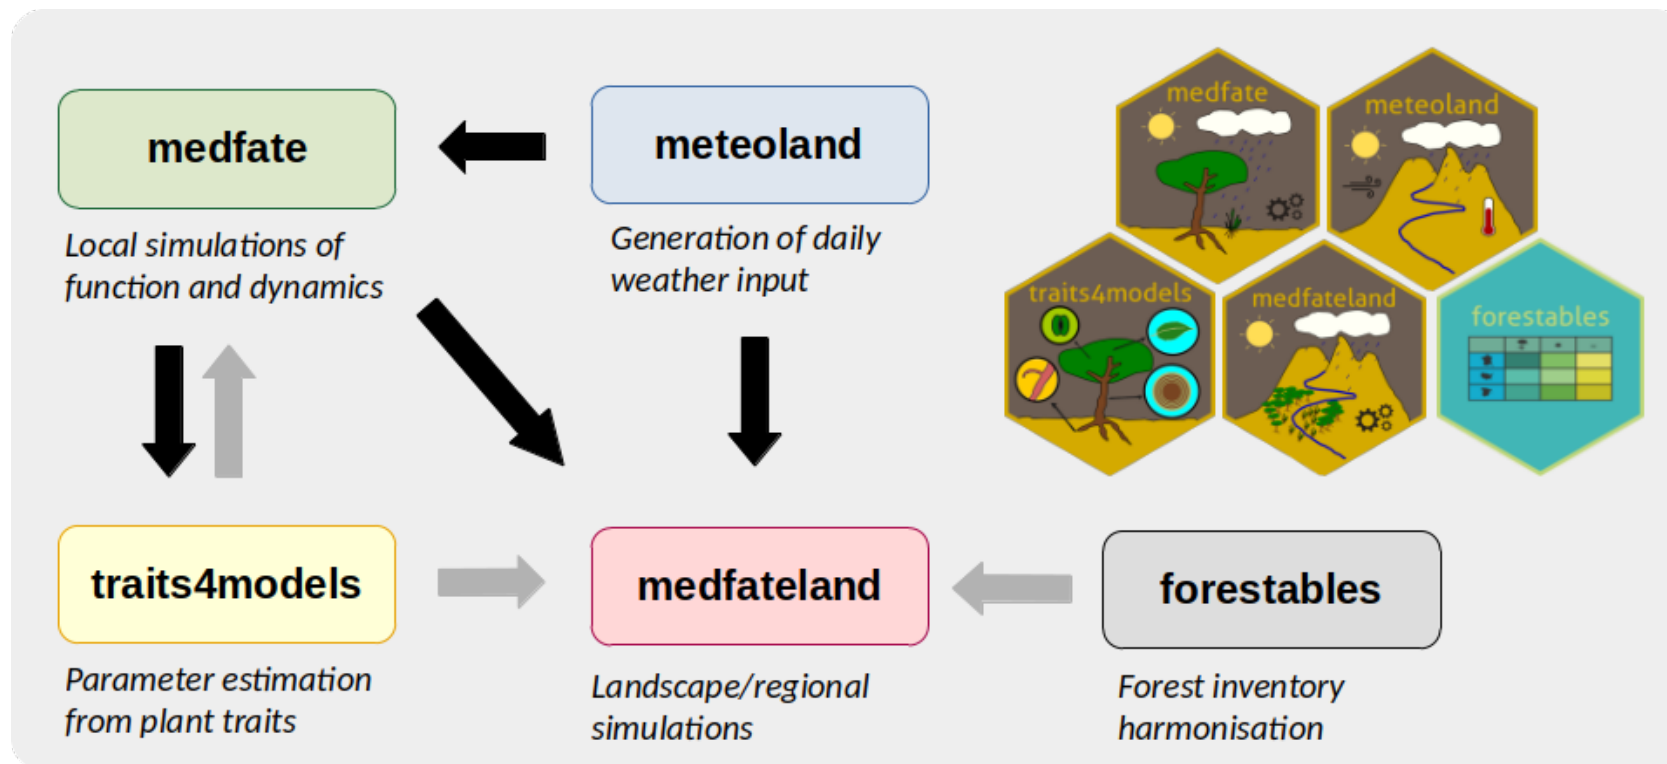 medfate
meteoland
Local simulations of
function and dynamics
Generation of daily
weather input
medfate
meteoland
traits4models
medfateland
forestables
traits4models
medfateland
forestables
Parameter estimation
from plant traits
Landscape/regional
simulations
Forest inventory
harmonisation